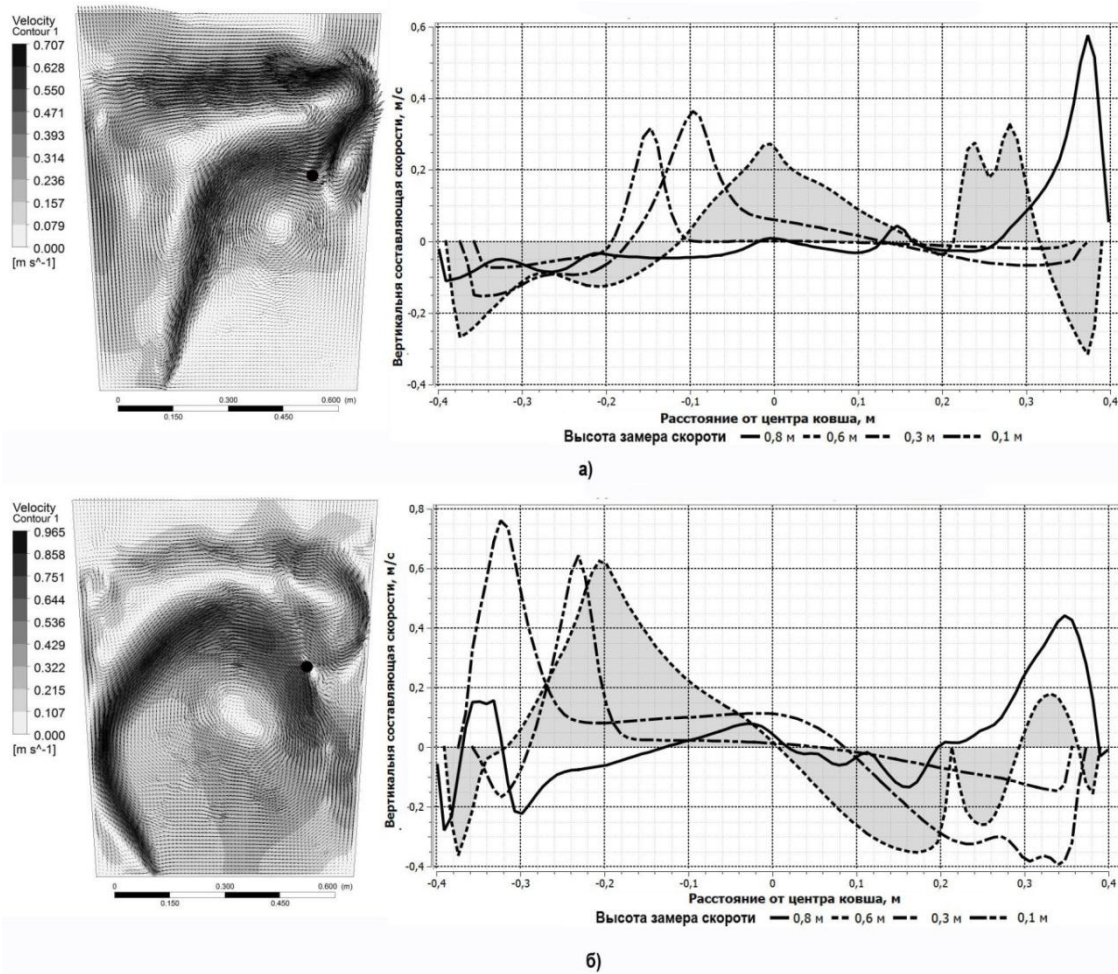 Velocity
Contour 1
0.707
0.628
0.550
0.471
0.393
0.314
0.236
0.157
0.079
0.000
[m s^-1]
0 0.300 0.600 (m)
0.150 0.450
Вертикальня составляющая скорости, м/с
0,6
0,4
0,2
0
-0,2
-0,4
-0,4 -0,3 -0,2 -0,1 0 0,1 0,2 0,3 0,4
Расстояние от центра ковша, м
Высота замера скороти 0,8 м 0,6 м 0,3 м 0,1 м
а)
Velocity
Contour 1
0.965
0.858
0.751
0.644
0.536
0.429
0.322
0.215
0.107
0.000
[m s^-1]
0 0.300 0.600 (m)
0.150 0.450
Вертикальня составляющая скорости, м/с
0,8
0,6
0,4
0,2
0
-0,2
-0,4
-0,4 -0,3 -0,2 -0,1 0 0,1 0,2 0,3 0,4
Расстояние от центра ковша, м
Высота замера скороти 0,8 м 0,6 м 0,3 м 0,1 м
б)